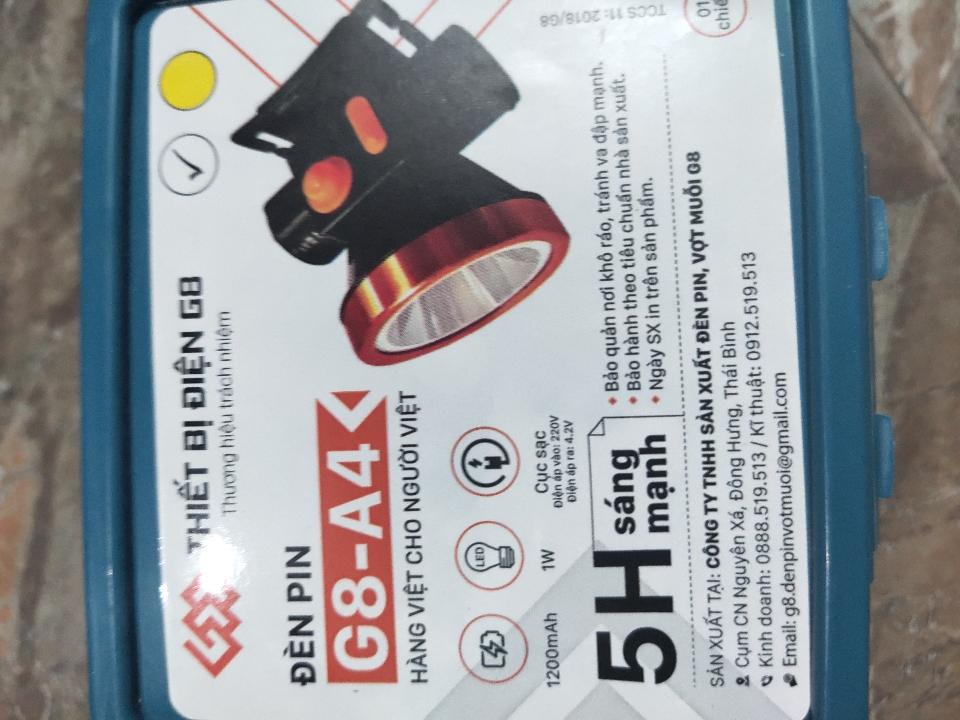 THIẾT BỊ ĐIỆN G8
Thương hiệu trách nhiệm
ĐÈN PIN
G8-A4
HÀNG VIỆT CHO NGƯỜI VIỆT
1200mAh
LED
1W
Cục sạc
Điện áp vào: 220V
Điện áp ra: 4.2V
5H sáng mạnh
Bảo quản nơi khô ráo, tránh va đập mạnh.
Bảo hành theo tiêu chuẩn nhà sản xuất.
Ngày SX in trên sản phẩm.
SẢN XUẤT TẠI: CÔNG TY TNHH SẢN XUẤT ĐÈN PIN, VỢT MUỖI G8
Cụm CN Nguyên Xá, Đông Hưng, Thái Bình
Kinh doanh: 0888.519.513 / Kĩ thuật: 0912.519.513
Email: g8.denpinvotmuoi@gmail.com
TCCS 11: 2018/G8
01
chiế